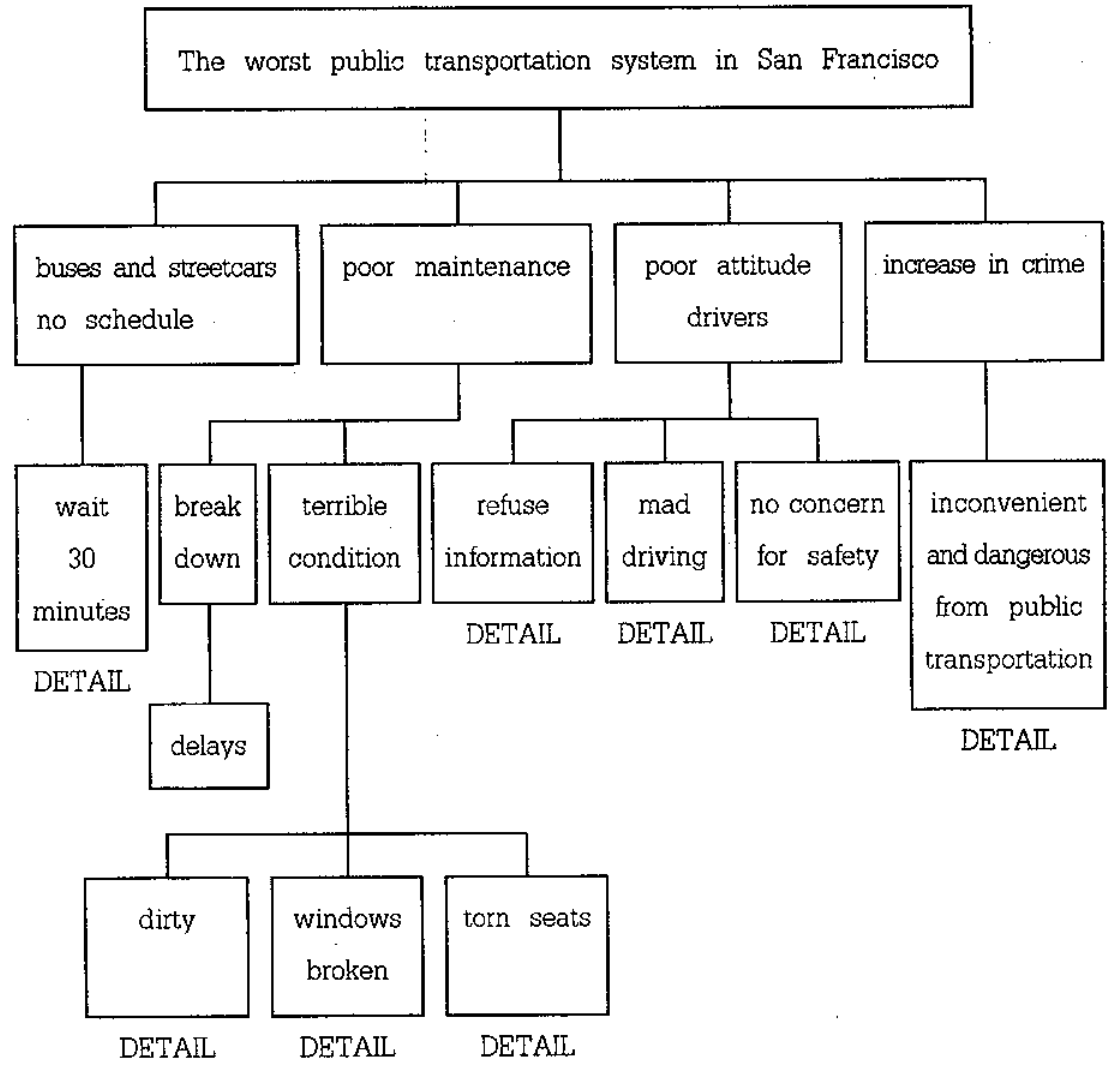 The worst public transportation system in San Francisco
buses and streetcars
no schedule
poor maintenance
poor attitude
drivers
increase in crime
wait
30
minutes
DETAIL
break
down
terrible
condition
refuse
information
DETAIL
mad
driving
DETAIL
no concern
for safety
DETAIL
inconvenient
and dangerous
from public
transportation
DETAIL
delays
dirty
DETAIL
windows
broken
DETAIL
torn seats
DETAIL